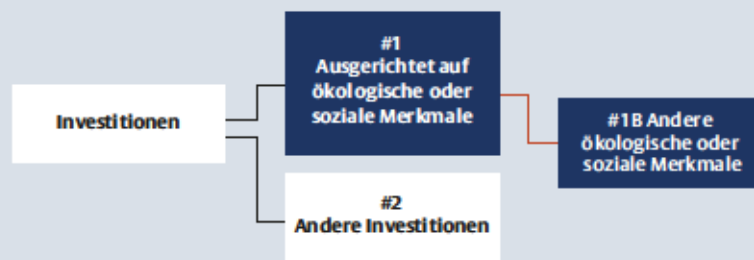 Investitionen
#1
Ausgerichtet auf
ökologische oder
soziale Merkmale
#1B Andere
ökologische oder
soziale Merkmale
#2
Andere Investitionen